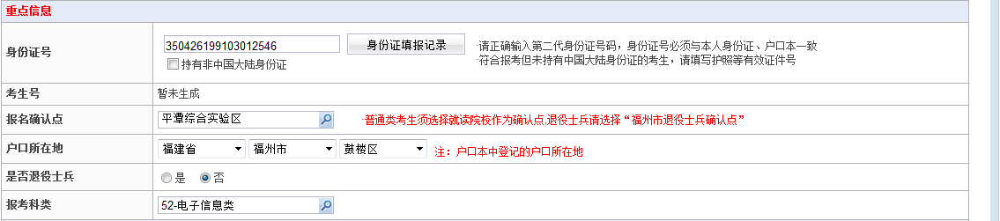 重点信息
身份证号
350426199103012546
身份证填报记录
·请正确输入第二代身份证号码，身份证号必须与本人身份证、户口本一致
·符合报考但未持有中国大陆身份证的考生，请填写护照等有效证件号
持有非中国大陆身份证
考生号
暂未生成
报名确认点
平潭综合实验区
·普通类考生须选择就读院校作为确认点,退役士兵请选择“福州市退役士兵确认点”
户口所在地
福建省 福州市 鼓楼区
注：户口本中登记的户口所在地
是否退役士兵
是 否
报考科类
52-电子信息类